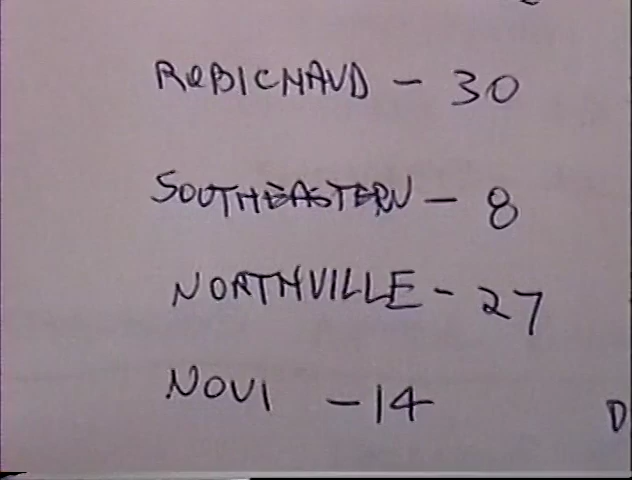 ROBICHAUD - 30
SOUTHEASTERN - 8
NORTHVILLE - 27
NOVI - 14
D